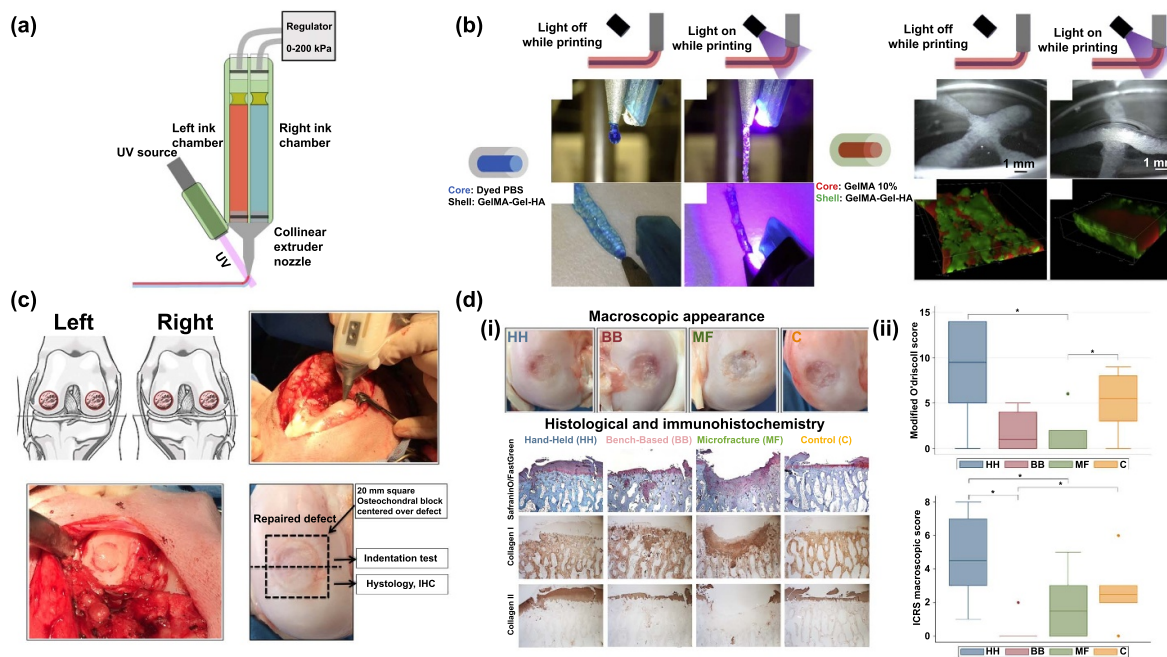 (a)
Regulator
0-200 kPa
Left ink
chamber
Right ink
chamber
UV source
Collinear
extruder
nozzle
UV
(b)
Light off
while printing
Light on
while printing
Core: Dyed PBS
Shell: GelMA-Gel-HA
Light off
while printing
Light on
while printing
1 mm
1 mm
Core: GelMA 10%
Shell: GelMA-Gel-HA
(c)
Left
Right
Repaired defect
20 mm square
Osteochondral block
centered over defect
Indentation test
Hystology, IHC
(d)
(i)
Macroscopic appearance
HH
BB
MF
C
Histological and immunohistochemistry
Hand-Held (HH)
Bench-Based (BB)
Microfracture (MF)
Control (C)
SafraninO/FastGreen
Collagen I
Collagen II
(ii)
Modified O'driscoll score
15
10
5
0
*
*
HH
BB
MF
C
ICRS macroscopic score
8
6
4
2
0
*
*
*
HH
BB
MF
C